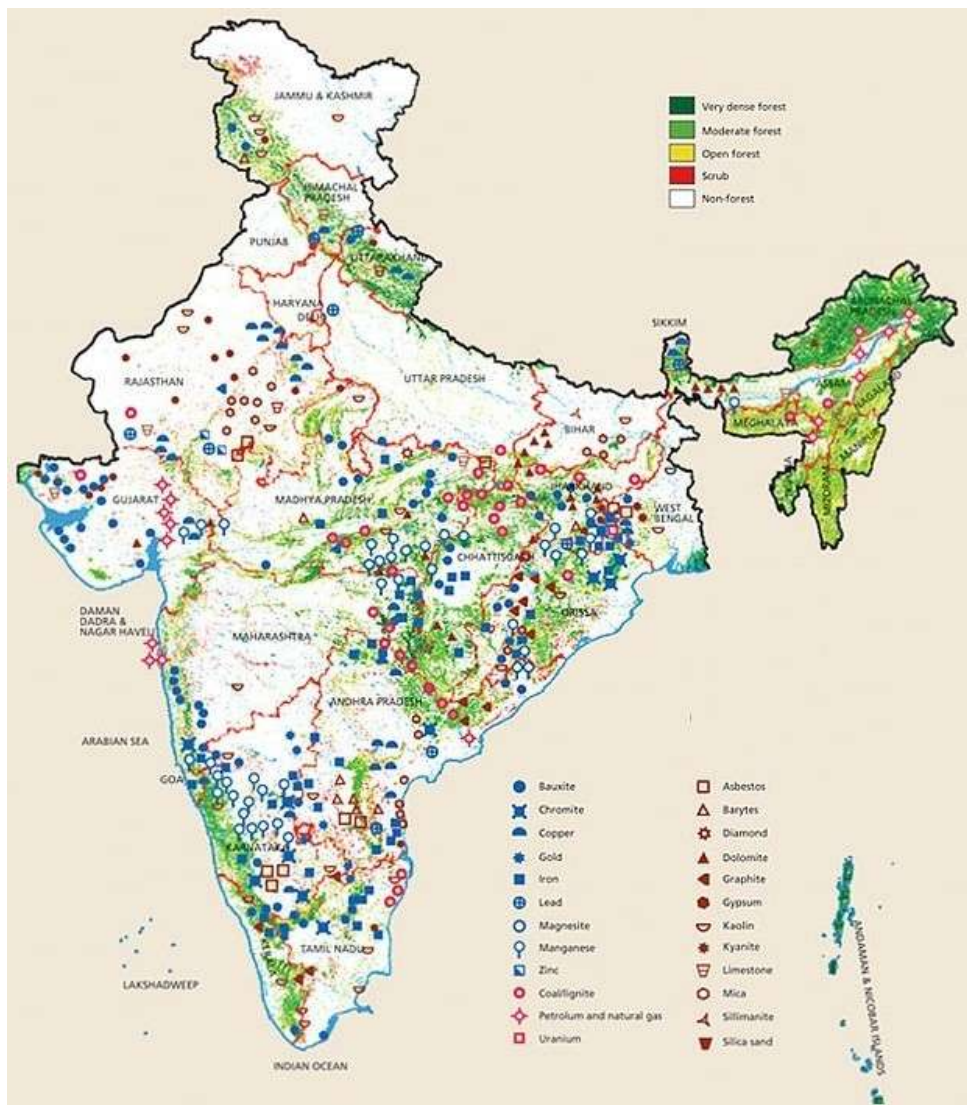 JAMMU & KASHMIR
Very dense forest
Moderate forest
Open forest
Scrub
Non-forest
HIMACHAL
PRADESH
PUNJAB
UTTARAKHAND
HARYANA
DELHI
ARUNACHAL
PRADESH
SIKKIM
RAJASTHAN
UTTAR PRADESH
ASSAM
NAGALAND
BIHAR
MEGHALAYA
MANIPUR
JHARKHAND
GUJARAT
MADHYA PRADESH
WEST
BENGAL
MIZORAM
CHHATTISGARH
DAMAN
DADRA &
NAGAR HAVELI
ORISSA
MAHARASHTRA
ANDHRA PRADESH
ARABIAN SEA
GOA
Bauxite
Chromite
Copper
Gold
Iron
Lead
Magnesite
Manganese
Zinc
Coal/lignite
Petrolium and natural gas
Uranium
Asbestos
Barytes
Diamond
Dolomite
Graphite
Gypsum
Kaolin
Kyanite
Limestone
Mica
Sillimanite
Silica sand
KARNATAKA
TAMIL NADU
KERALA
LAKSHADWEEP
ANDAMAN & NICOBAR ISLANDS
INDIAN OCEAN